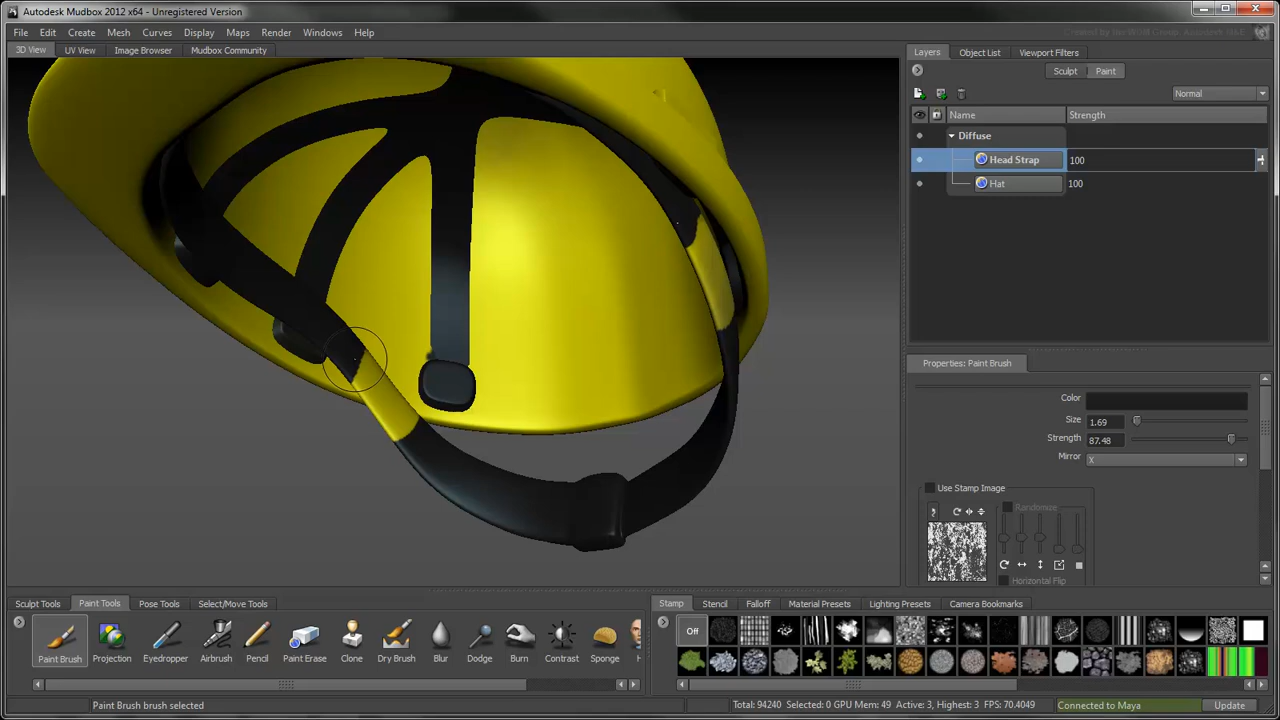 Autodesk Mudbox 2012 x64 - Unregistered Version
File Edit Create Mesh Curves Display Maps Render Windows Help
3D View UV View Image Browser Mudbox Community
Layers Object List Viewport Filters
Sculpt Paint
Normal
Name Strength
Diffuse
Head Strap 100
Hat 100
Properties: Paint Brush
Color
Size 1.69
Strength 87.48
Mirror X
Use Stamp Image
Randomize
Horizontal Flip
Sculpt Tools Paint Tools Pose Tools Select/Move Tools
Paint Brush Projection Eyedropper Airbrush Pencil Paint Erase Clone Dry Brush Blur Dodge Burn Contrast Sponge H
Stamp Stencil Falloff Material Presets Lighting Presets Camera Bookmarks
Off
Paint Brush brush selected
Total: 94240 Selected: 0 GPU Mem: 49 Active: 3, Highest: 3 FPS: 70.4049
Connected to Maya
Update